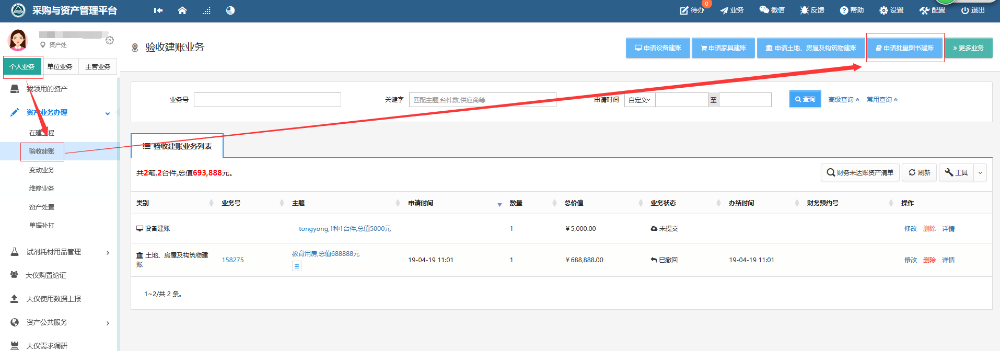 采购与资产管理平台
待办 0 业务 微信 反馈 帮助 设置 配置 退出
资产处
个人业务 单位业务 主管业务
我领用的资产
资产业务办理
在建工程
验收建账
变动业务
维修业务
资产处置
单据补打
试剂耗材用品管理
大仪购置论证
大仪使用数据上报
资产公共服务
大仪需求调研
验收建账业务
申请设备建账 申请家具建账 申请土地、房屋及构筑物建账 申请批量图书建账 更多业务
业务号 关键字 匹配主题,台件数,供应商等 申请时间 自定义 至 查询 高级查询 常用查询
验收建账业务列表
共2笔,2台件,总值693,888元。
财务未达账资产清单 刷新 工具
类别 业务号 主题 申请时间 数量 总价值 业务状态 办结时间 财务预约号 操作
设备建账 tongyong,1种1台件,总值5000元 1 ￥5,000.00 未提交 修改 删除 详情
土地、房屋及构筑物建账 158275 教育用房,总值688888元 19-04-19 11:01 1 ￥688,888.00 已撤回 19-04-19 11:01 修改 删除 详情
1~2/共 2 条。